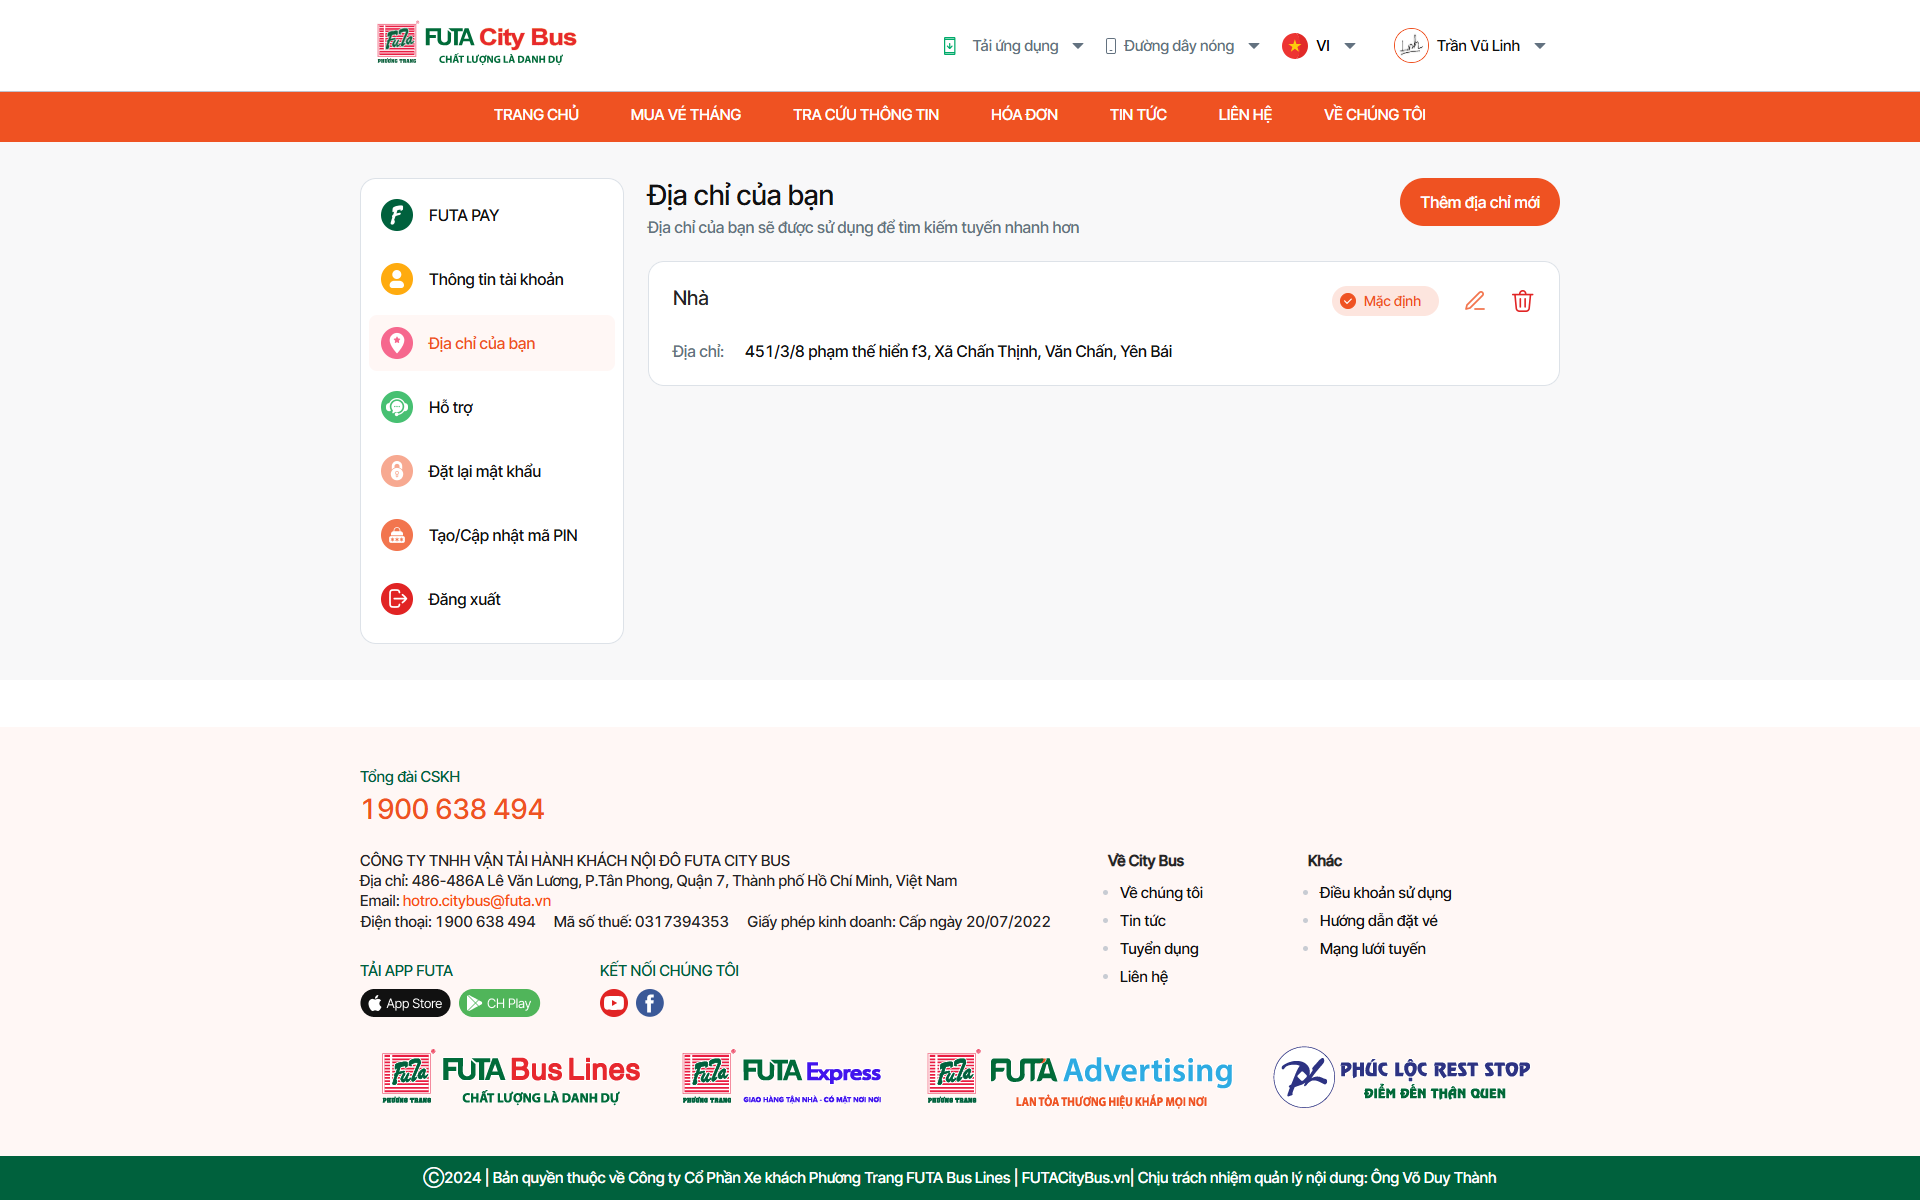 FuTa FUTA City Bus
PHƯƠNG TRANG CHẤT LƯỢNG LÀ DANH DỰ
Tải ứng dụng
Đường dây nóng
VI
Trần Vũ Linh
TRANG CHỦ
MUA VÉ THÁNG
TRA CỨU THÔNG TIN
HÓA ĐƠN
TIN TỨC
LIÊN HỆ
VỀ CHÚNG TÔI
FUTA PAY
Thông tin tài khoản
Địa chỉ của bạn
Hỗ trợ
Đặt lại mật khẩu
Tạo/Cập nhật mã PIN
Đăng xuất
Địa chỉ của bạn
Địa chỉ của bạn sẽ được sử dụng để tìm kiếm tuyến nhanh hơn
Thêm địa chỉ mới
Nhà
Mặc định
Địa chỉ: 451/3/8 phạm thế hiển f3, Xã Chấn Thịnh, Văn Chấn, Yên Bái
Tổng đài CSKH
1900 638 494
CÔNG TY TNHH VẬN TẢI HÀNH KHÁCH NỘI ĐÔ FUTA CITY BUS
Địa chỉ: 486-486A Lê Văn Lương, P.Tân Phong, Quận 7, Thành phố Hồ Chí Minh, Việt Nam
Email: hotro.citybus@futa.vn
Điện thoại: 1900 638 494 Mã số thuế: 0317394353 Giấy phép kinh doanh: Cấp ngày 20/07/2022
Về City Bus
Về chúng tôi
Tin tức
Tuyển dụng
Liên hệ
Khác
Điều khoản sử dụng
Hướng dẫn đặt vé
Mạng lưới tuyến
TẢI APP FUTA
App Store
CH Play
KẾT NỐI CHÚNG TÔI
FuTa FUTA Bus Lines
PHƯƠNG TRANG CHẤT LƯỢNG LÀ DANH DỰ
FuTa FUTA Express
PHƯƠNG TRANG GIAO HÀNG TẬN NHÀ - CÓ MẶT NƠI NƠI
FuTa FUTA Advertising
PHƯƠNG TRANG LAN TỎA THƯƠNG HIỆU KHẮP MỌI NƠI
PHÚC LỘC REST STOP
ĐIỂM ĐẾN THÂN QUEN
©2024 | Bản quyền thuộc về Công ty Cổ Phần Xe khách Phương Trang FUTA Bus Lines | FUTACityBus.vn| Chịu trách nhiệm quản lý nội dung: Ông Võ Duy Thành